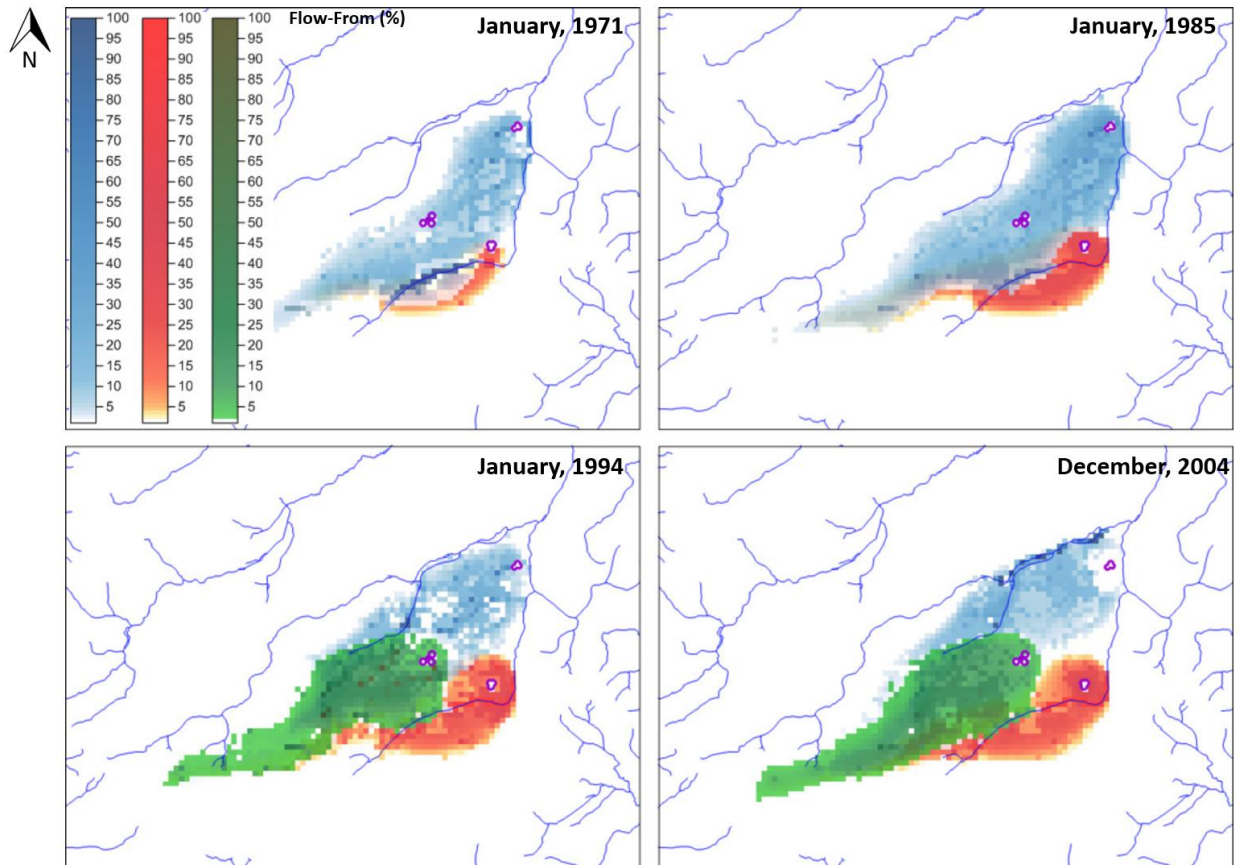 N
Flow-From (%)
January, 1971
January, 1985
100 100 100
95 95 95
90 90 90
85 85 85
80 80 80
75 75 75
70 70 70
65 65 65
60 60 60
55 55 55
50 50 50
45 45 45
40 40 40
35 35 35
30 30 30
25 25 25
20 20 20
15 15 15
10 10 10
5 5 5
January, 1994
December, 2004